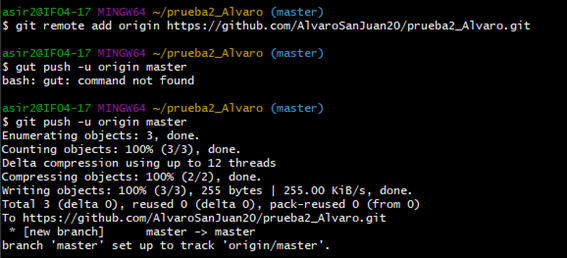 asir2@IF04-17 MINGW64 ~/prueba2_Alvaro (master)
$ git remote add origin https://github.com/AlvaroSanJuan20/prueba2_Alvaro.git
asir2@IF04-17 MINGW64 ~/prueba2_Alvaro (master)
$ gut push -u origin master
bash: gut: command not found
asir2@IF04-17 MINGW64 ~/prueba2_Alvaro (master)
$ git push -u origin master
Enumerating objects: 3, done.
Counting objects: 100% (3/3), done.
Delta compression using up to 12 threads
Compressing objects: 100% (2/2), done.
Writing objects: 100% (3/3), 255 bytes | 255.00 KiB/s, done.
Total 3 (delta 0), reused 0 (delta 0), pack-reused 0 (from 0)
To https://github.com/AlvaroSanJuan20/prueba2_Alvaro.git
 * [new branch]      master -> master
branch 'master' set up to track 'origin/master'.